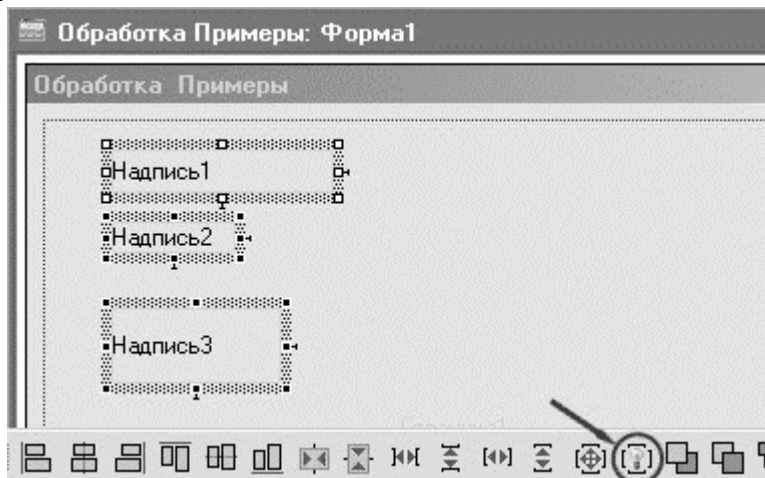 Обработка Примеры: Форма1
Обработка Примеры
Надпись1
Надпись2
Надпись3